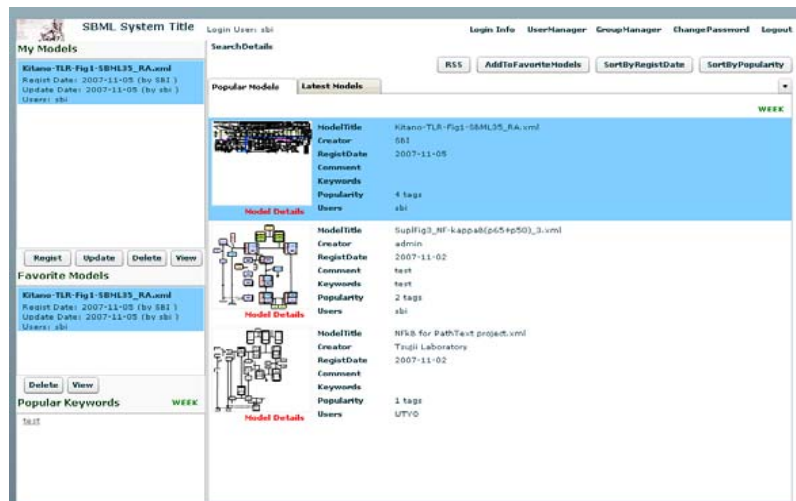 SBML System Title
Login User: sbi
Login Info UserManager GroupManager ChangePassword Logout
My Models
Kitano-TLR-Fig1-SBML35_RA.xml
Regist Date: 2007-11-05 (by SBI )
Update Date: 2007-11-05 (by sbi )
Users: sbi
Regist Update Delete View
Favorite Models
Kitano-TLR-Fig1-SBML35_RA.xml
Regist Date: 2007-11-05 (by SBI )
Update Date: 2007-11-05 (by sbi )
Users: sbi
Delete View
Popular Keywords WEEK
test
SearchDetails
RSS AddToFavoriteModels SortByRegistDate SortByPopularity
Popular Models Latest Models
WEEK
ModelTitle Kitano-TLR-Fig1-SBML35_RA.xml
Creator SBI
RegistDate 2007-11-05
Comment
Keywords
Popularity 4 tags
Users sbi
Model Details
ModelTitle SuplFig3_NF-kappaB(p65+p50)_3.xml
Creator admin
RegistDate 2007-11-02
Comment test
Keywords test
Popularity 2 tags
Users sbi
Model Details
ModelTitle NFkB for PathText project.xml
Creator Tsujii Laboratory
RegistDate 2007-11-02
Comment
Keywords
Popularity 1 tags
Users UTYO
Model Details